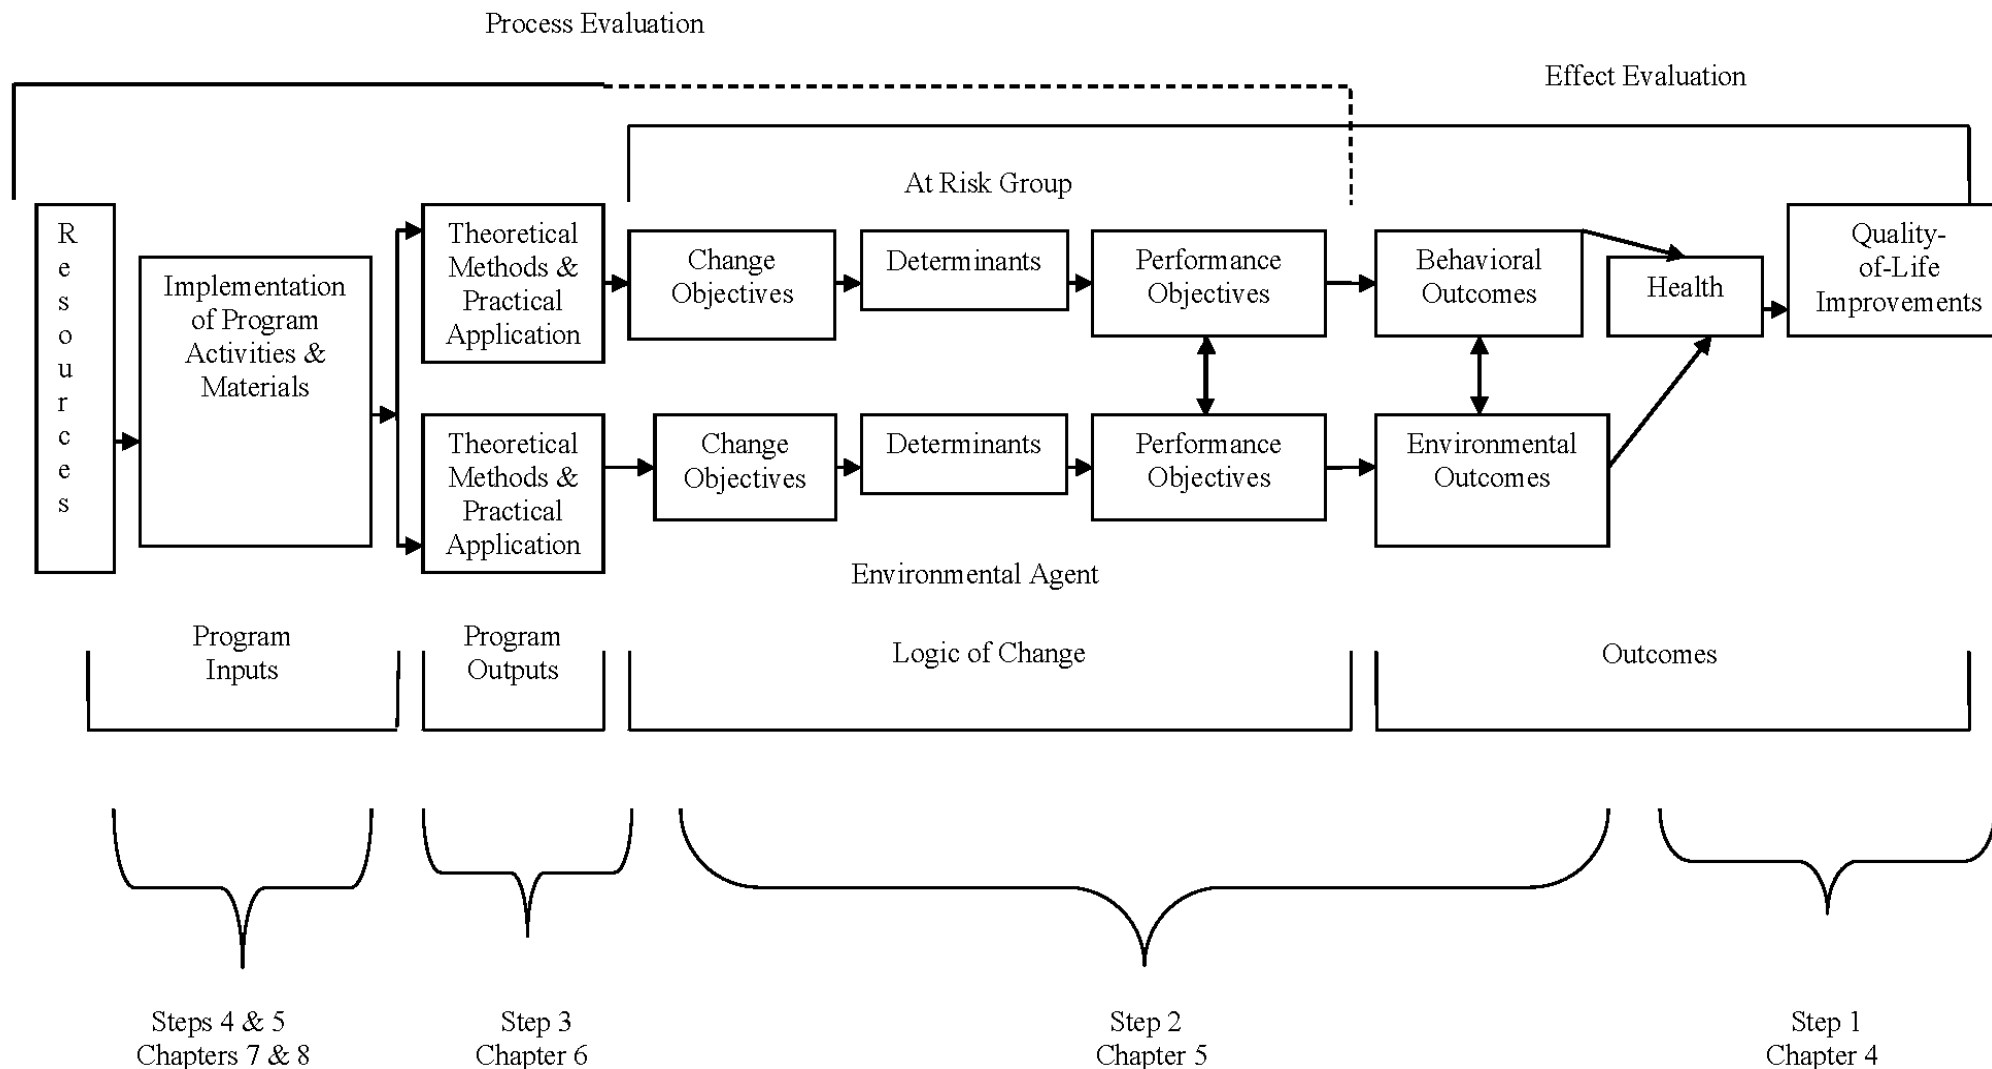 Process Evaluation
Effect Evaluation
At Risk Group
Resources
Implementation
of Program
Activities &
Materials
Theoretical
Methods &
Practical
Application
Change
Objectives
Determinants
Performance
Objectives
Behavioral
Outcomes
Health
Quality-
of-Life
Improvements
Theoretical
Methods &
Practical
Application
Change
Objectives
Determinants
Performance
Objectives
Environmental
Outcomes
Environmental Agent
Program
Inputs
Program
Outputs
Logic of Change
Outcomes
Steps 4 & 5
Chapters 7 & 8
Step 3
Chapter 6
Step 2
Chapter 5
Step 1
Chapter 4